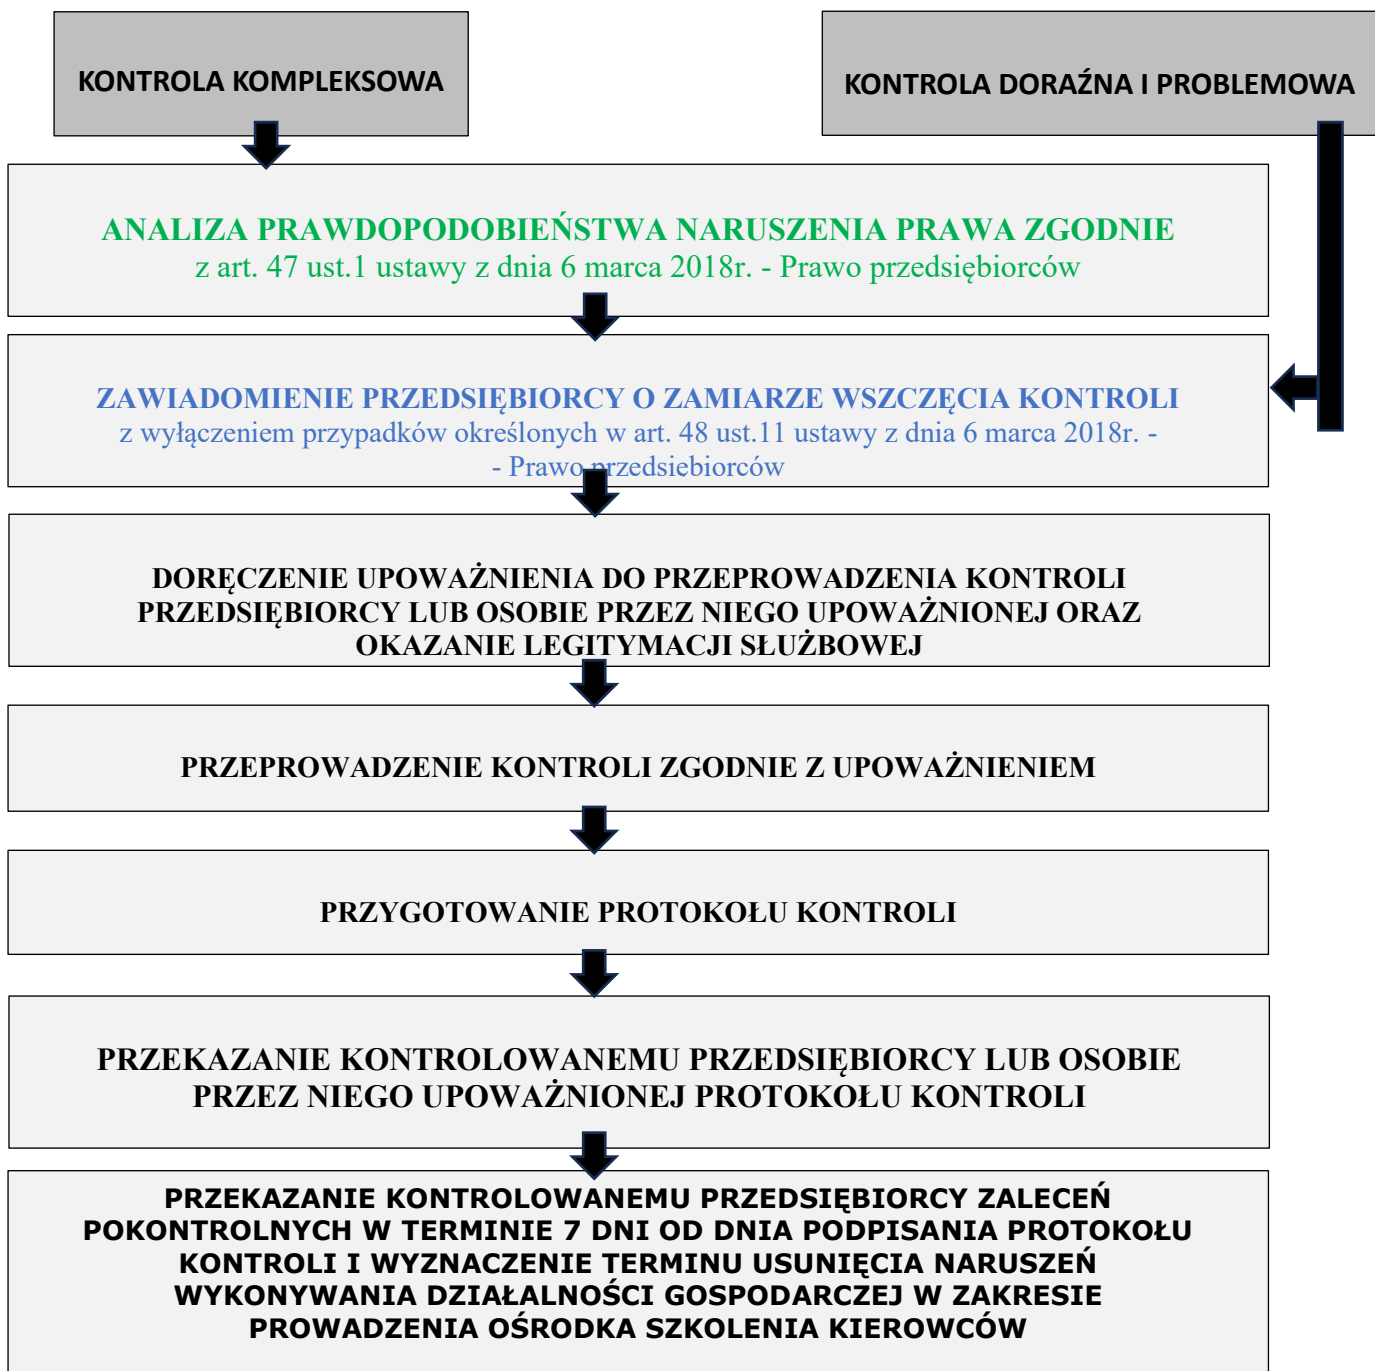 KONTROLA KOMPLEKSOWA
KONTROLA DORAŹNA I PROBLEMOWA
ANALIZA PRAWDOPODOBIEŃSTWA NARUSZENIA PRAWA ZGODNIE
z art. 47 ust.1 ustawy z dnia 6 marca 2018r. - Prawo przedsiębiorców
ZAWIADOMIENIE PRZEDSIĘBIORCY O ZAMIARZE WSZCZĘCIA KONTROLI
z wyłączeniem przypadków określonych w art. 48 ust.11 ustawy z dnia 6 marca 2018r. -
- Prawo przedsiębiorców
DORĘCZENIE UPOWAŻNIENIA DO PRZEPROWADZENIA KONTROLI
PRZEDSIĘBIORCY LUB OSOBIE PRZEZ NIEGO UPOWAŻNIONEJ ORAZ
OKAZANIE LEGITYMACJI SŁUŻBOWEJ
PRZEPROWADZENIE KONTROLI ZGODNIE Z UPOWAŻNIENIEM
PRZYGOTOWANIE PROTOKOŁU KONTROLI
PRZEKAZANIE KONTROLOWANEMU PRZEDSIĘBIORCY LUB OSOBIE
PRZEZ NIEGO UPOWAŻNIONEJ PROTOKOŁU KONTROLI
PRZEKAZANIE KONTROLOWANEMU PRZEDSIĘBIORCY ZALECEŃ
POKONTROLNYCH W TERMINIE 7 DNI OD DNIA PODPISANIA PROTOKOŁU
KONTROLI I WYZNACZENIE TERMINU USUNIĘCIA NARUSZEŃ
WYKONYWANIA DZIAŁALNOŚCI GOSPODARCZEJ W ZAKRESIE
PROWADZENIA OŚRODKA SZKOLENIA KIEROWCÓW